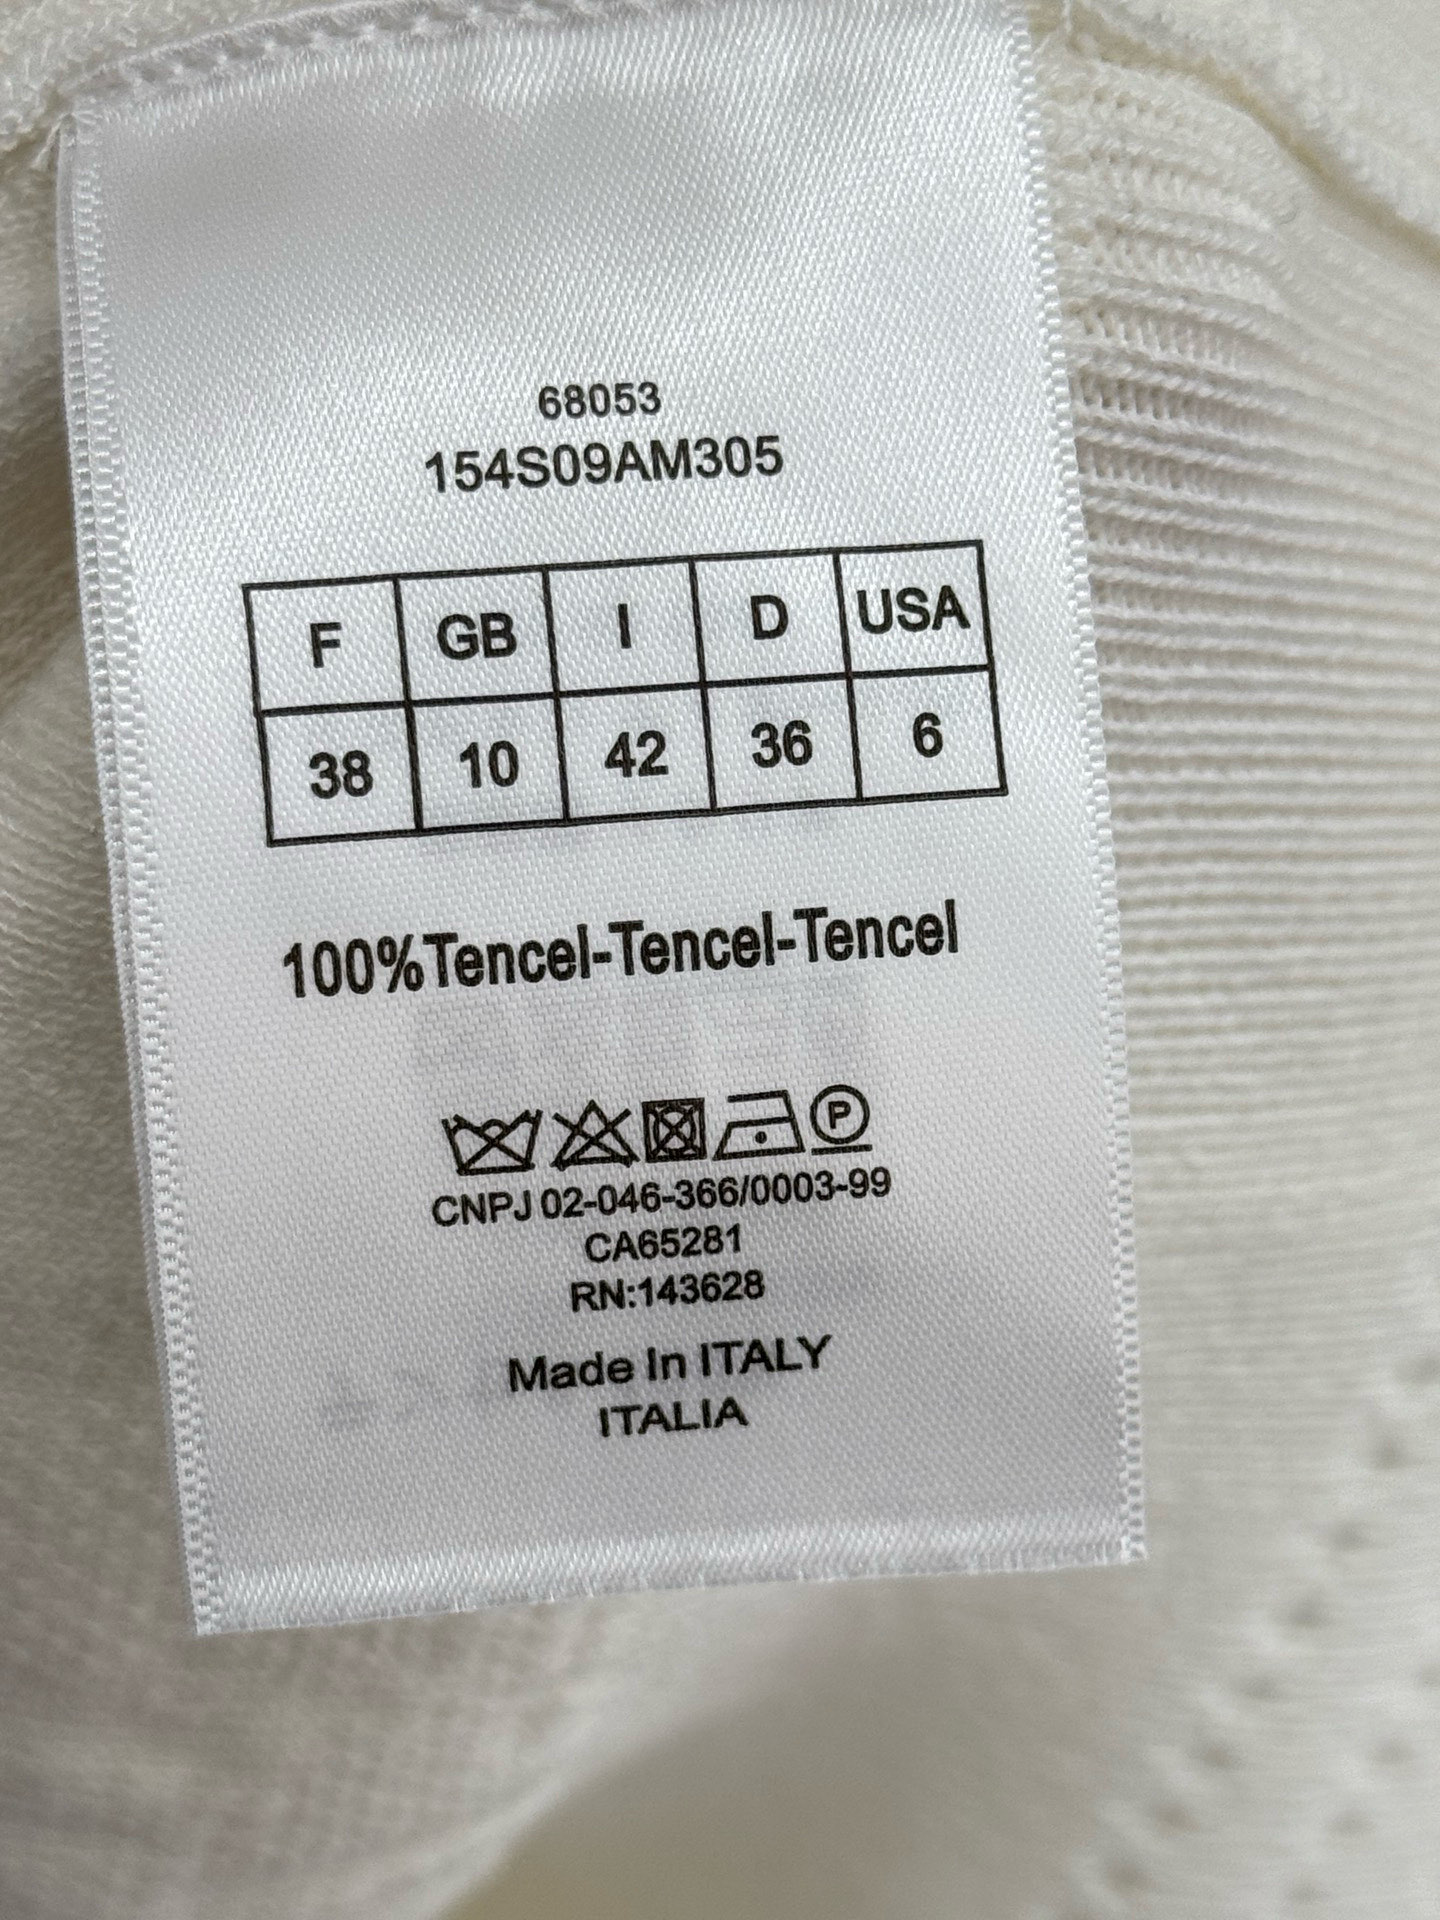 68053
154S09AM305
F GB I D USA
38 10 42 36 6
100%Tencel-Tencel-Tencel
P
CNPJ 02-046-366/0003-99
CA65281
RN:143628
Made In ITALY
ITALIA